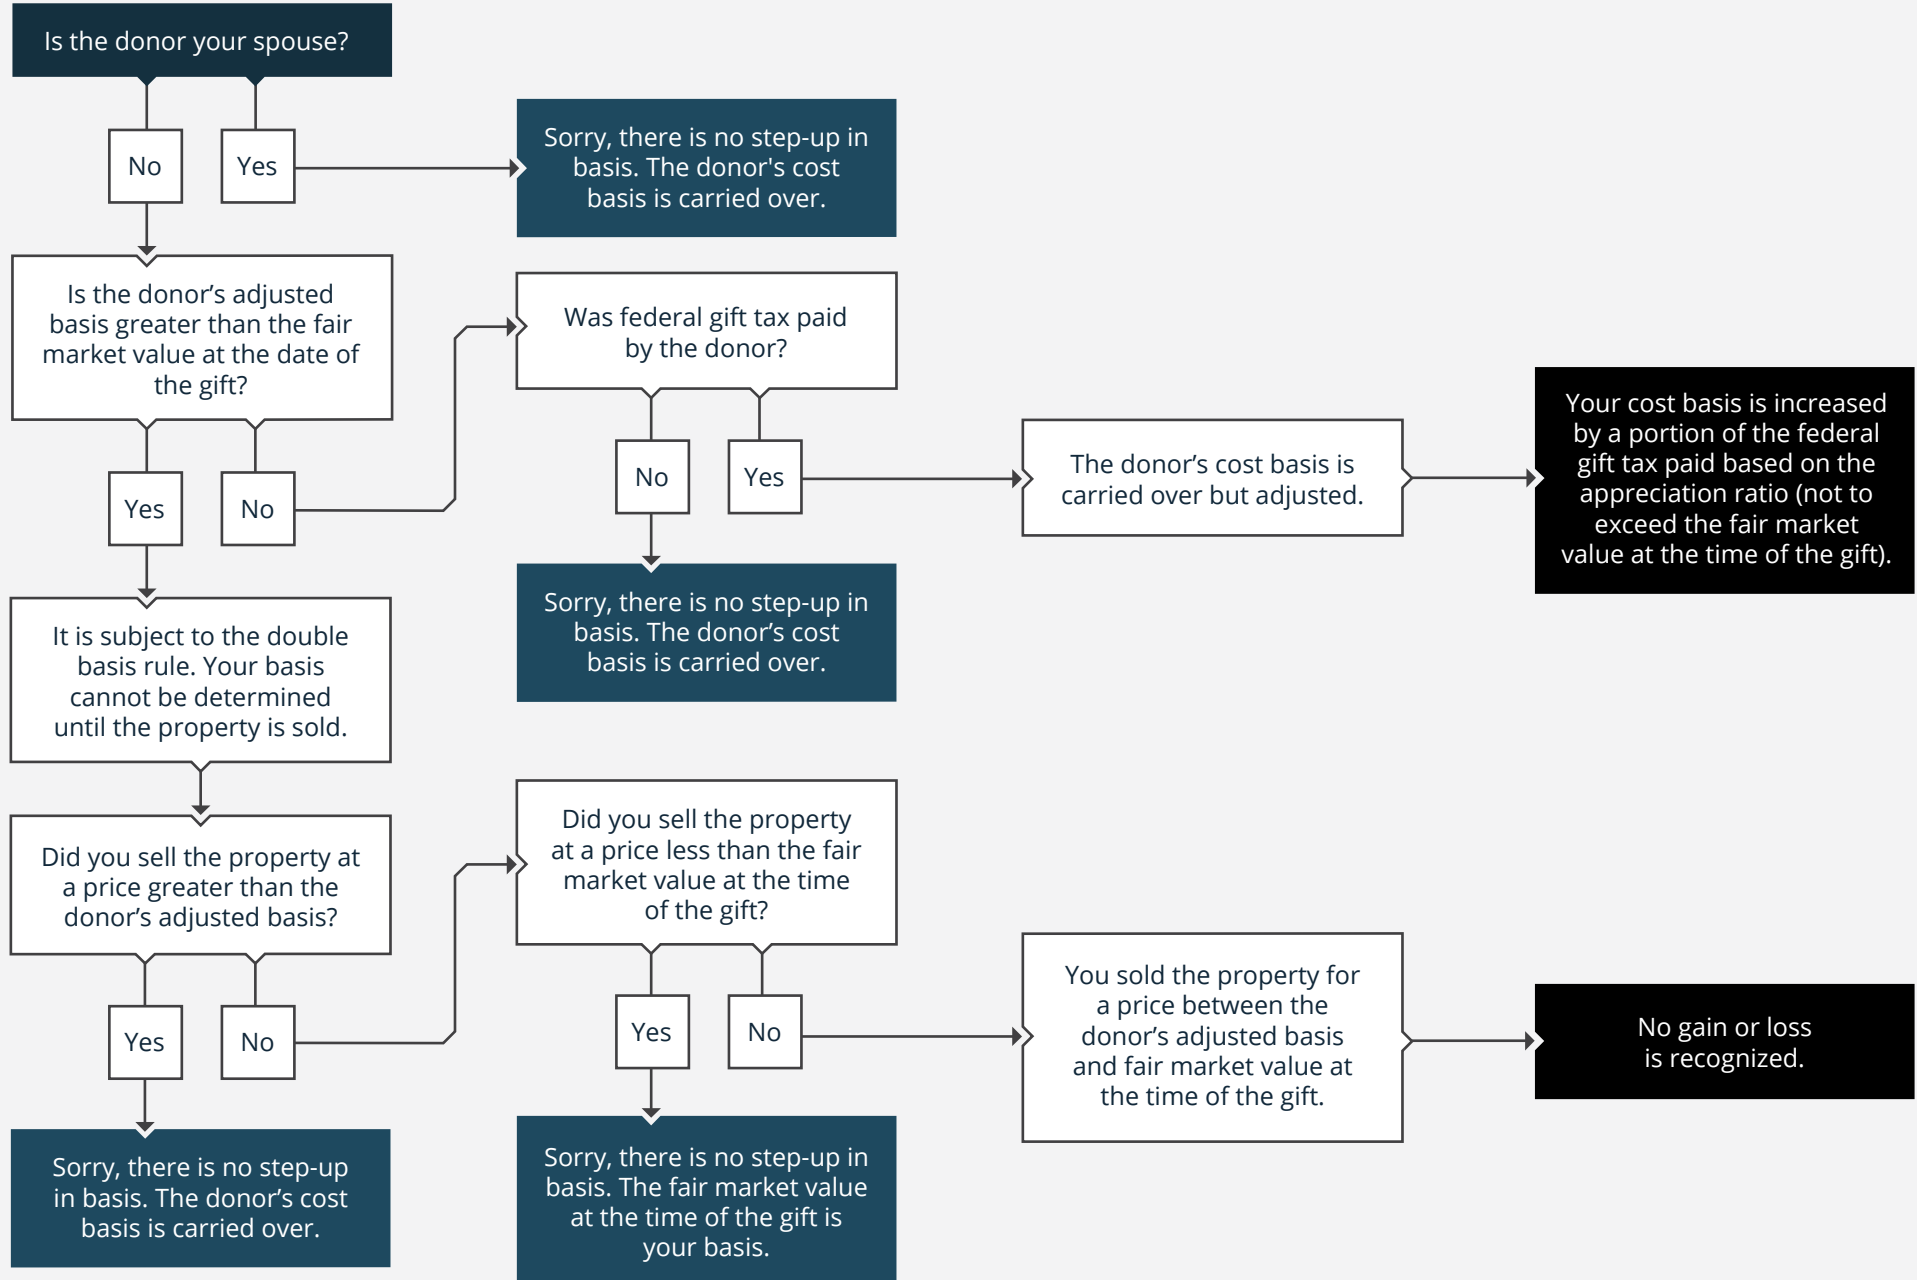 Is the donor your spouse?
No
Yes
Sorry, there is no step-up in
basis. The donor's cost
basis is carried over.
Is the donor’s adjusted
basis greater than the fair
market value at the date of
the gift?
Yes
No
Was federal gift tax paid
by the donor?
No
Yes
The donor’s cost basis is
carried over but adjusted.
Your cost basis is increased
by a portion of the federal
gift tax paid based on the
appreciation ratio (not to
exceed the fair market
value at the time of the gift).
Sorry, there is no step-up in
basis. The donor’s cost
basis is carried over.
It is subject to the double
basis rule. Your basis
cannot be determined
until the property is sold.
Did you sell the property at
a price greater than the
donor’s adjusted basis?
Yes
No
Did you sell the property
at a price less than the fair
market value at the time
of the gift?
Yes
No
You sold the property for
a price between the
donor’s adjusted basis
and fair market value at
the time of the gift.
No gain or loss
is recognized.
Sorry, there is no step-up
in basis. The donor’s cost
basis is carried over.
Sorry, there is no step-up in
basis. The fair market value
at the time of the gift is
your basis.